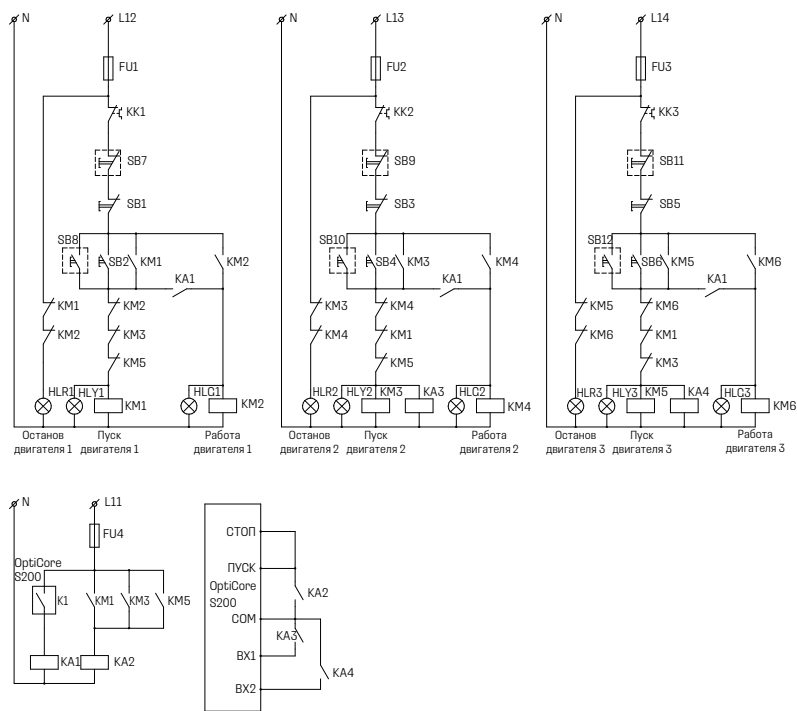 N
L12
FU1
KK1
SB7
SB1
SB8
SB2
KM1
KM2
KA1
KM1
KM2
KM2
KM3
KM5
HLR1
HLY1
KM1
HLG1
KM2
Останов двигателя 1
Пуск двигателя 1
Работа двигателя 1
N
L13
FU2
KK2
SB9
SB3
SB10
SB4
KM3
KM4
KA1
KM3
KM4
KM4
KM1
KM5
HLR2
HLY2
KM3
KA3
HLG2
KM4
Останов двигателя 2
Пуск двигателя 2
Работа двигателя 2
N
L14
FU3
KK3
SB11
SB5
SB12
SB6
KM5
KM6
KA1
KM5
KM6
KM6
KM1
KM3
HLR3
HLY3
KM5
KA4
HLG3
KM6
Останов двигателя 3
Пуск двигателя 3
Работа двигателя 3
N
L11
FU4
OptiCore
S200
K1
KM1
KM3
KM5
KA1
KA2
СТОП
ПУСК
OptiCore
S200
COM
BX1
BX2
KA2
KA3
KA4